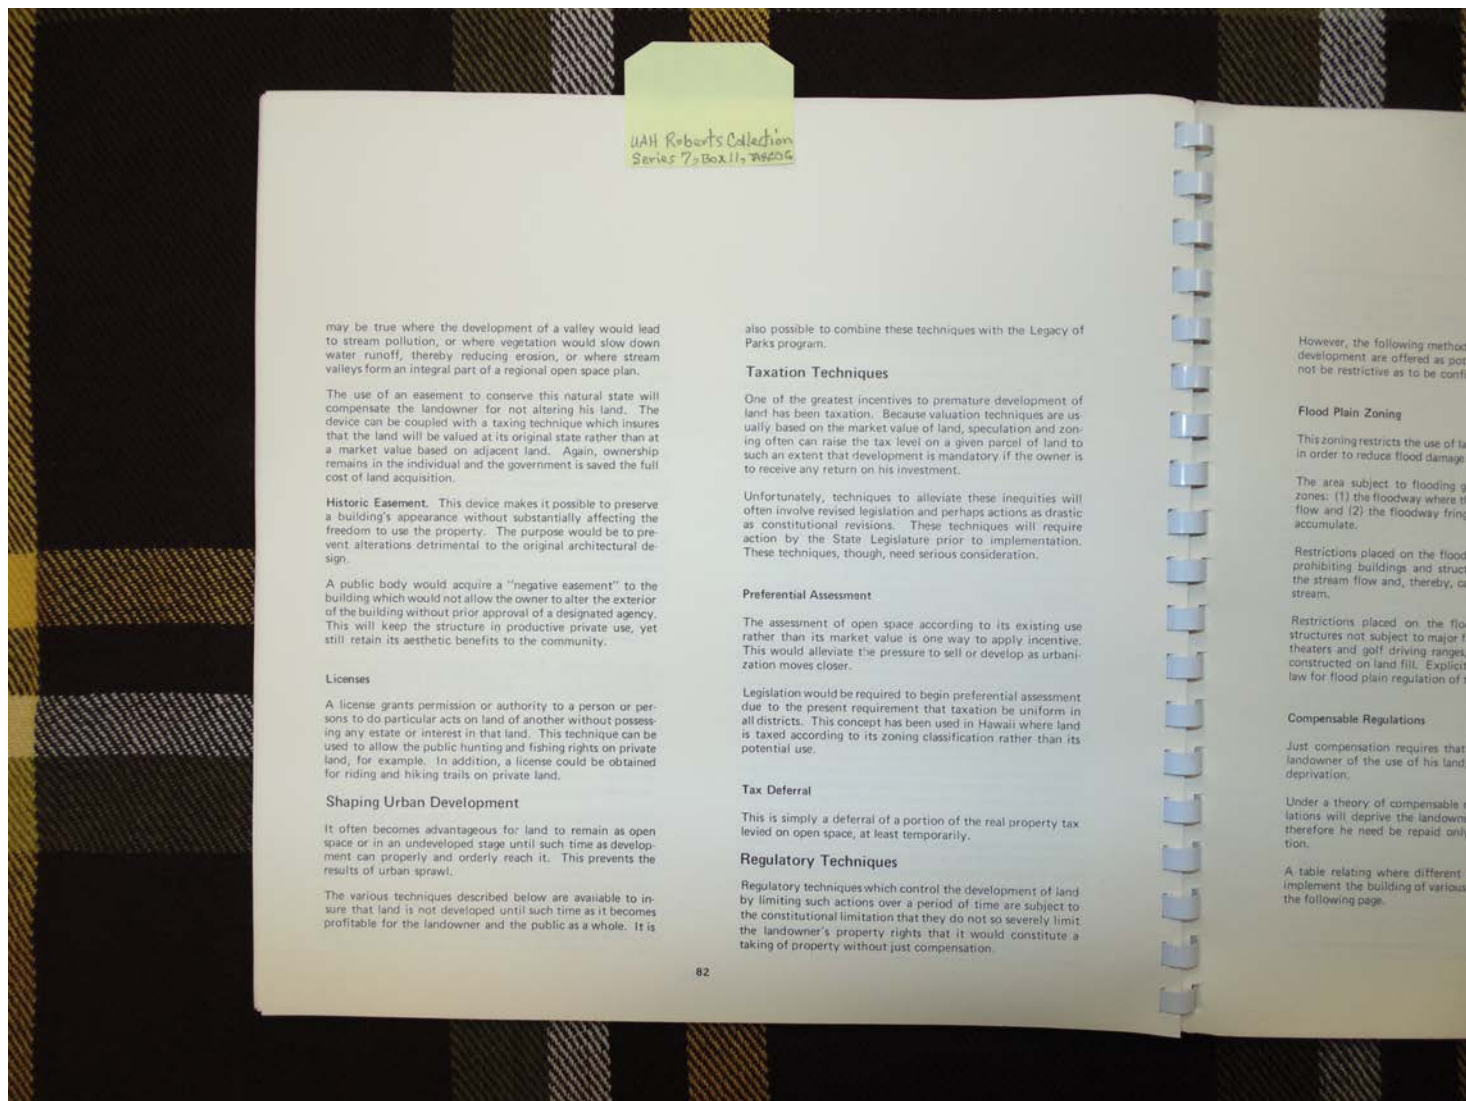 UAH Roberts Collection
Series 7, Box 11, TARCOG
may be true where the development of a valley would lead
to stream pollution, or where vegetation would slow down
water runoff, thereby reducing erosion, or where stream
valleys form an integral part of a regional open space plan.
The use of an easement to conserve this natural state will
compensate the landowner for not altering his land. The
device can be coupled with a taxing technique which insures
that the land will be valued at its original state rather than at
a market value based on adjacent land. Again, ownership
remains in the individual and the government is saved the full
cost of land acquisition.
Historic Easement. This device makes it possible to preserve
a building's appearance without substantially affecting the
freedom to use the property. The purpose would be to pre-
vent alterations detrimental to the original architectural de-
sign.
A public body would acquire a "negative easement" to the
building which would not allow the owner to alter the exterior
of the building without prior approval of a designated agency.
This will keep the structure in productive private use, yet
still retain its aesthetic benefits to the community.
Licenses
A license grants permission or authority to a person or per-
sons to do particular acts on land of another without possess-
ing any estate or interest in that land. This technique can be
used to allow the public hunting and fishing rights on private
land, for example. In addition, a license could be obtained
for riding and hiking trails on private land.
Shaping Urban Development
It often becomes advantageous for land to remain as open
space or in an undeveloped stage until such time as develop-
ment can properly and orderly reach it. This prevents the
results of urban sprawl.
The various techniques described below are available to in-
sure that land is not developed until such time as it becomes
profitable for the landowner and the public as a whole. It is
also possible to combine these techniques with the Legacy of
Parks program.
Taxation Techniques
One of the greatest incentives to premature development of
land has been taxation. Because valuation techniques are us-
ually based on the market value of land, speculation and zon-
ing often can raise the tax level on a given parcel of land to
such an extent that development is mandatory if the owner is
to receive any return on his investment.
Unfortunately, techniques to alleviate these inequities will
often involve revised legislation and perhaps actions as drastic
as constitutional revisions. These techniques will require
action by the State Legislature prior to implementation.
These techniques, though, need serious consideration.
Preferential Assessment
The assessment of open space according to its existing use
rather than its market value is one way to apply incentive.
This would alleviate the pressure to sell or develop as urbani-
zation moves closer.
Legislation would be required to begin preferential assessment
due to the present requirement that taxation be uniform in
all districts. This concept has been used in Hawaii where land
is taxed according to its zoning classification rather than its
potential use.
Tax Deferral
This is simply a deferral of a portion of the real property tax
levied on open space, at least temporarily.
Regulatory Techniques
Regulatory techniques which control the development of land
by limiting such actions over a period of time are subject to
the constitutional limitation that they do not so severely limit
the landowner's property rights that it would constitute a
taking of property without just compensation.
82
However, the following method
development are offered as pot
not be restrictive as to be confi
Flood Plain Zoning
This zoning restricts the use of la
in order to reduce flood damage
The area subject to flooding g
zones: (1) the floodway where th
flow and (2) the floodway fring
accumulate.
Restrictions placed on the flood
prohibiting buildings and struct
the stream flow and, thereby, ca
stream.
Restrictions placed on the flo
structures not subject to major f
theaters and golf driving ranges,
constructed on land fill. Explicit
law for flood plain regulation of t
Compensable Regulations
Just compensation requires that
landowner of the use of his land,
deprivation.
Under a theory of compensable r
lations will deprive the landowne
therefore he need be repaid only
tion.
A table relating where different
implement the building of various
the following page.